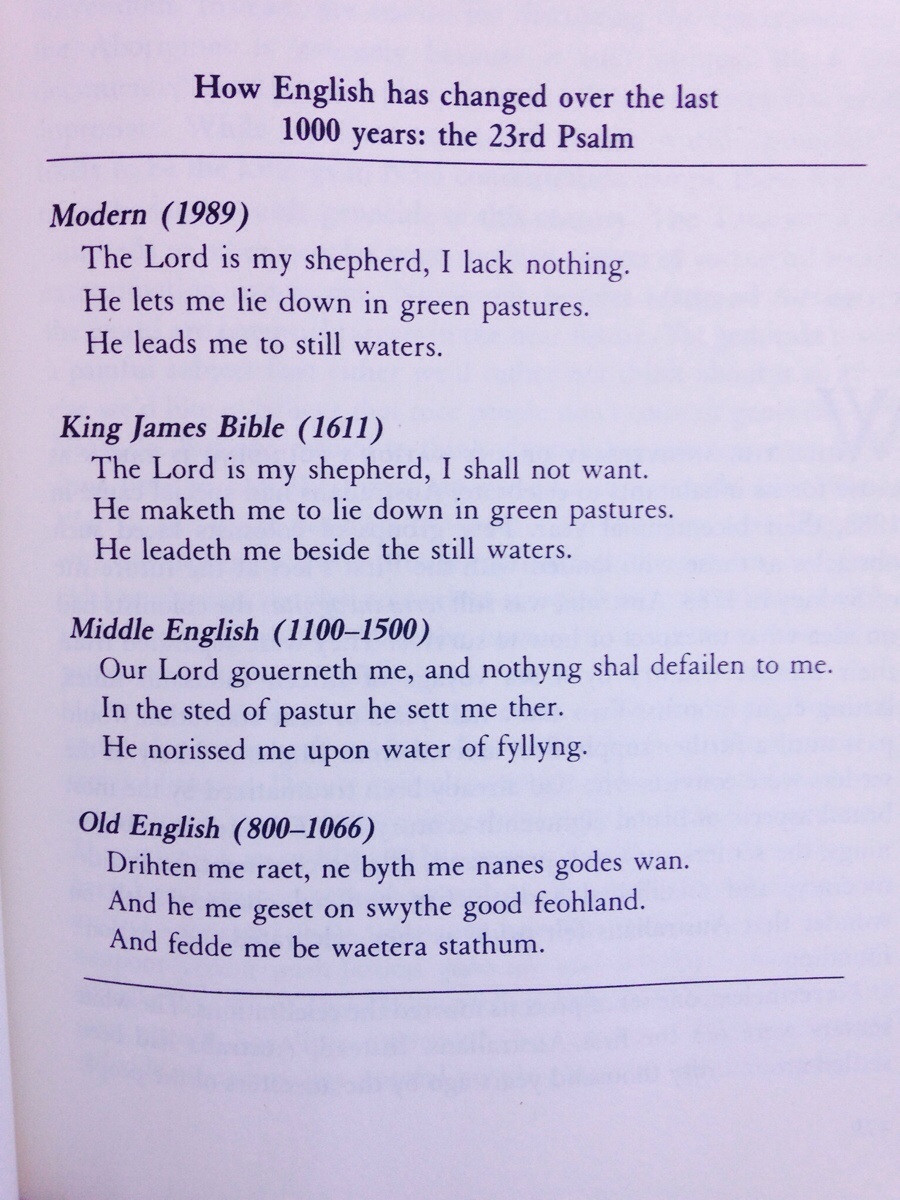 How English has changed over the last
1000 years: the 23rd Psalm
Modern (1989)
The Lord is my shepherd, I lack nothing.
He lets me lie down in green pastures.
He leads me to still waters.
King James Bible (1611)
The Lord is my shepherd, I shall not want.
He maketh me to lie down in green pastures.
He leadeth me beside the still waters.
Middle English (1100–1500)
Our Lord gouerneth me, and nothyng shal defailen to me.
In the sted of pastur he sett me ther.
He norissed me upon water of fyllyng.
Old English (800–1066)
Drihten me raet, ne byth me nanes godes wan.
And he me geset on swythe good feohland.
And fedde me be waetera stathum.